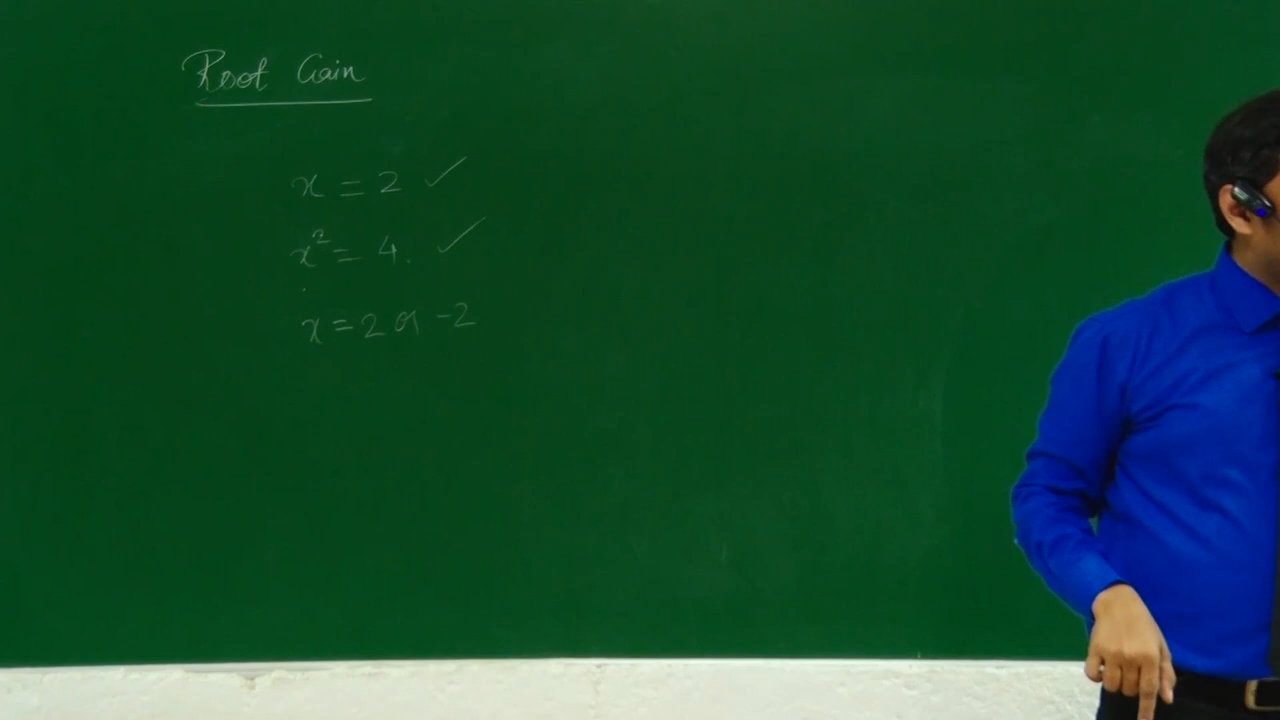 Root Gain
x = 2 ✓
x² = 4. ✓
x = 2 or -2